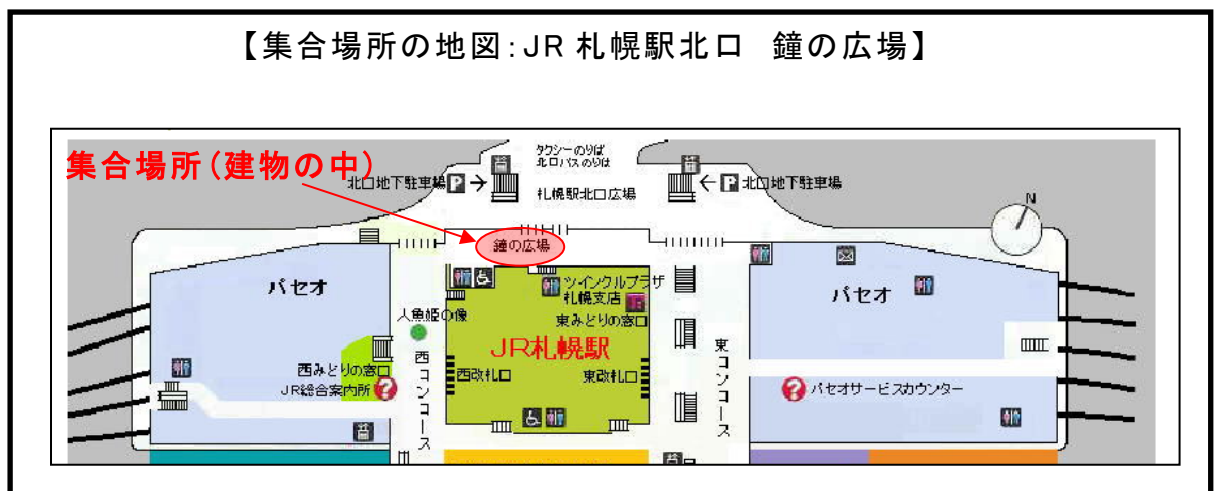 【集合場所の地図:JR 札幌駅北口　鐘の広場】
集合場所(建物の中)
タクシーのりば
北口バスのりば
北口地下駐車場
P
札幌駅北口広場
P
北口地下駐車場
N
鐘の広場
パセオ
ツインクルプラザ
札幌支店
東みどりの窓口
パセオ
人魚姫の像
JR札幌駅
西みどりの窓口
JR総合案内所
?
西コンコース
西改札口
東改札口
東コンコース
?
パセオサービスカウンター